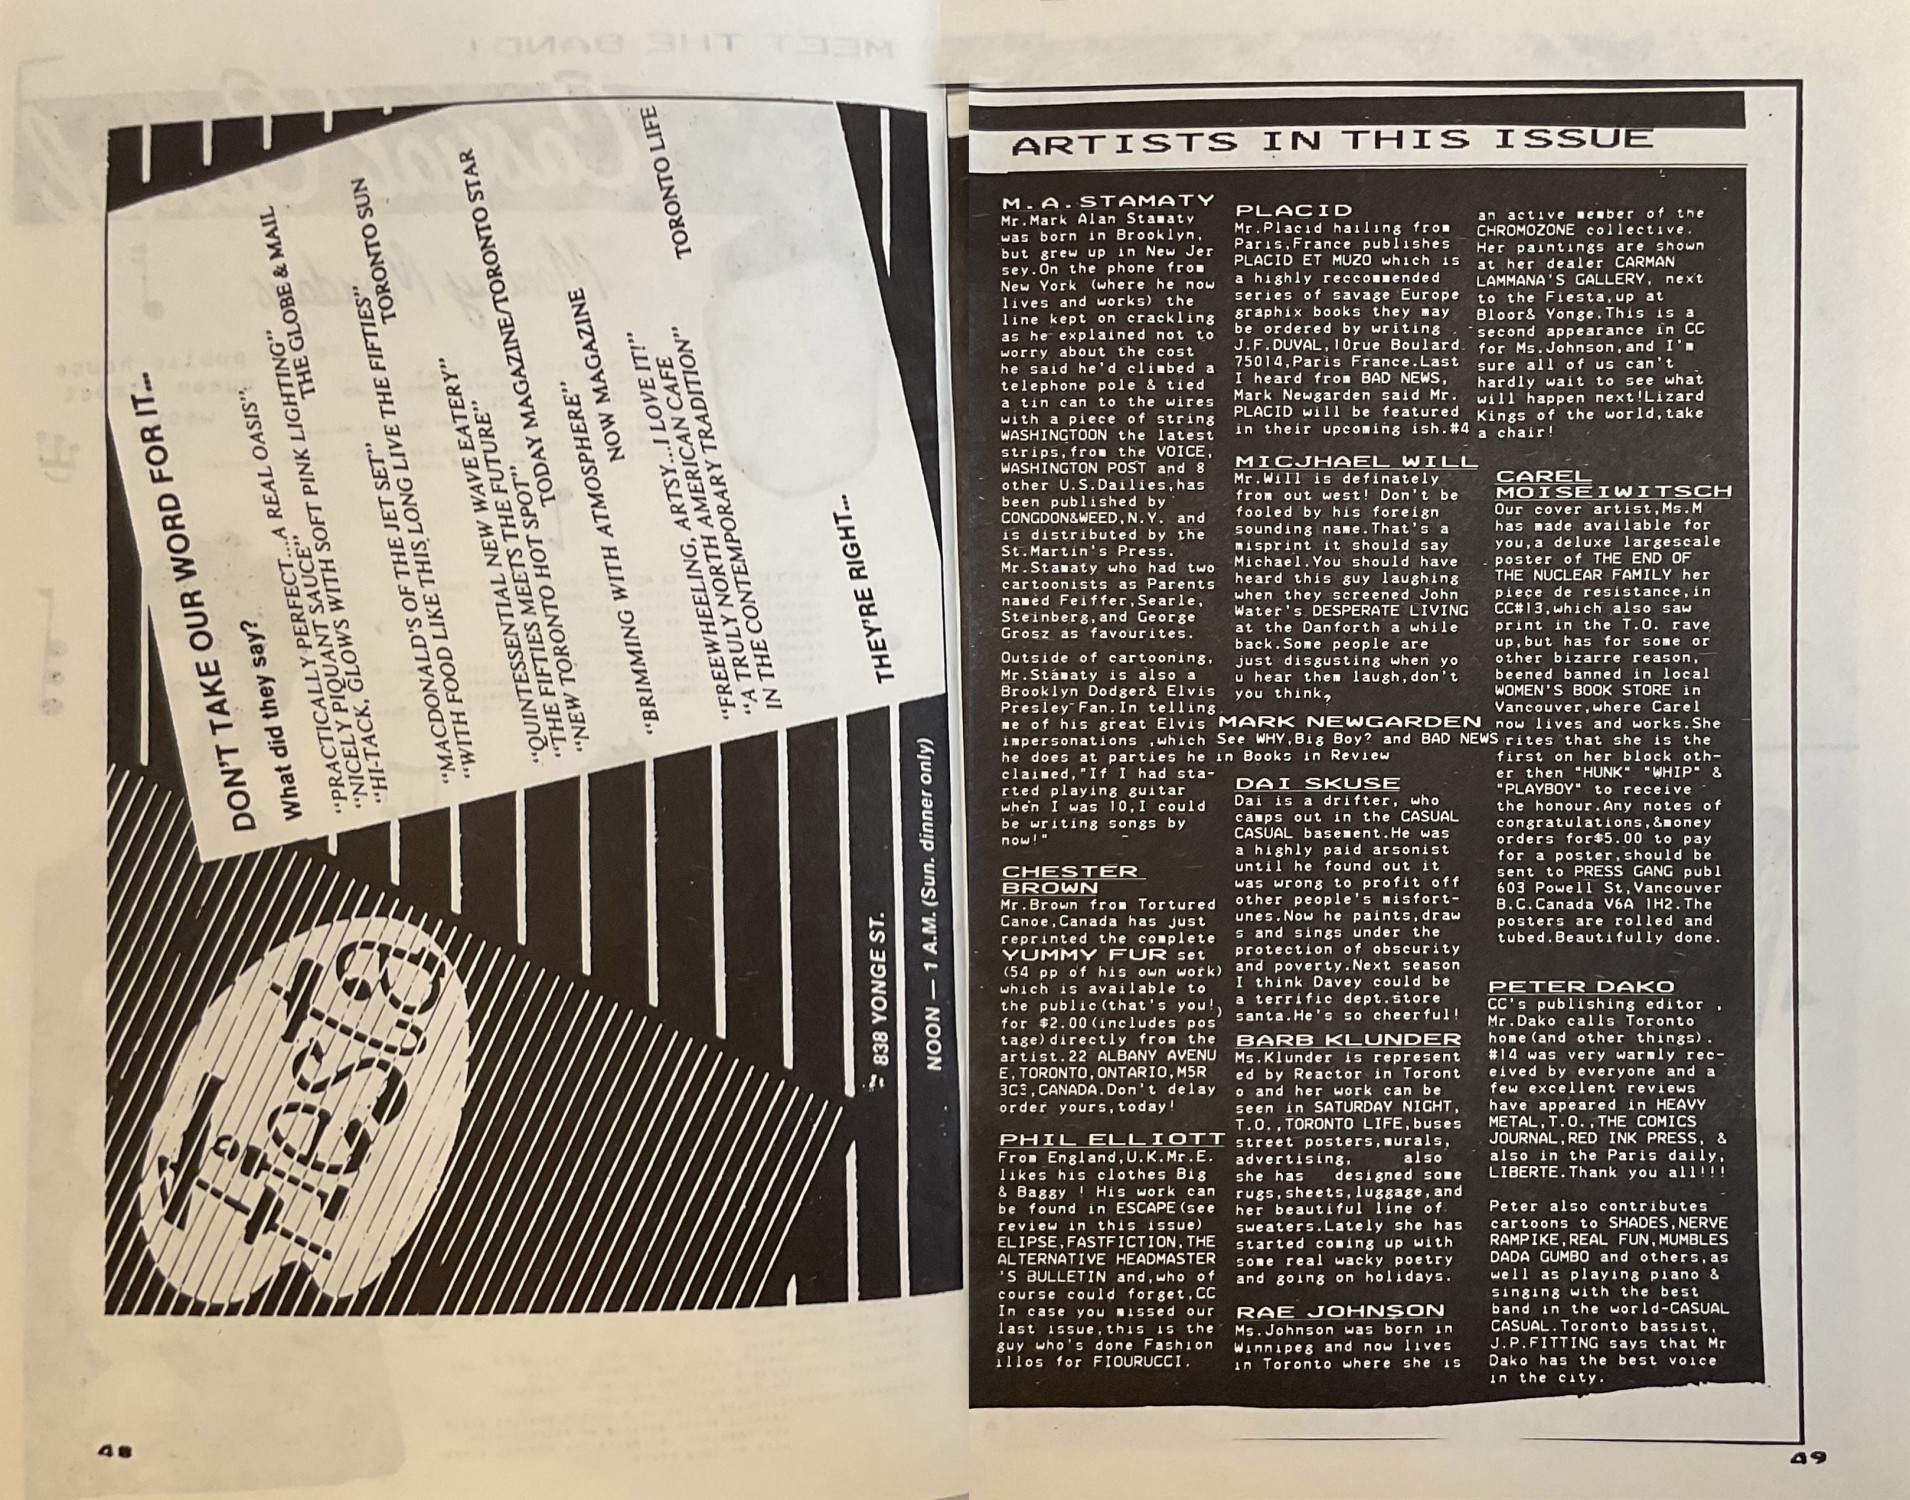 DON'T TAKE OUR WORD FOR IT...
What did they say?
"PRACTICALLY PERFECT...A REAL OASIS".
"NICELY PIQUANT SAUCE"
"HI-TACK, GLOWS WITH SOFT PINK LIGHTING"
THE GLOBE & MAIL
"MACDONALD'S OF THE JET SET"
"WITH FOOD LIKE THIS, LONG LIVE THE FIFTIES"
TORONTO SUN
"QUINTESSENTIAL NEW WAVE EATERY"
"THE FIFTIES MEETS THE FUTURE"
"NEW TORONTO HOT SPOT"
TODAY MAGAZINE/TORONTO STAR
"BRIMMING WITH ATMOSPHERE"
NOW MAGAZINE
"FREEWHEELING, ARTSY...I LOVE IT!"
"A TRULY NORTH AMERICAN CAFE
IN THE CONTEMPORARY TRADITION"
TORONTO LIFE
THEY'RE RIGHT...
fiesta
838 YONGE ST.
NOON — 1 A.M. (Sun. dinner only)
48
ARTISTS IN THIS ISSUE
M.A.STAMATY
Mr.Mark Alan Stamaty
was born in Brooklyn,
but grew up in New Jer
sey.On the phone from
New York (where he now
lives and works) the
line kept on crackling
as he explained not to
worry about the cost
he said he'd climbed a
telephone pole & tied
a tin can to the wires
with a piece of string
WASHINGTOON the latest
strips,from the VOICE,
WASHINGTON POST and 8
other U.S.Dailies,has
been published by
CONGDON&WEED,N.Y. and
is distributed by the
St.Martin's Press.
Mr.Stamaty who had two
cartoonists as Parents
named Feiffer,Searle,
Steinberg,and George
Grosz as favourites.
Outside of cartooning,
Mr.Stamaty is also a
Brooklyn Dodger& Elvis
Presley Fan.In telling
me of his great Elvis
impersonations ,which
he does at parties he
claimed,"If I had sta-
rted playing guitar
when I was 10,I could
be writing songs by
now!"
CHESTER
BROWN
Mr.Brown from Tortured
Canoe,Canada has just
reprinted the complete
YUMMY FUR set
(54 pp of his own work)
which is available to
the public(that's you!,)
for $2.00(includes pos
tage)directly from the
artist.22 ALBANY AVENU
E,TORONTO,ONTARIO,M5R
3C3,CANADA.Don't delay
order yours,today!
PHIL ELLIOTT
From England,U.K.Mr.E.
likes his clothes Big
& Baggy ! His work can
be found in ESCAPE(see
review in this issue)
ELIPSE,FASTFICTION,THE
ALTERNATIVE HEADMASTER
'S BULLETIN and,who of
course could forget,CC
In case you missed our
last issue,this is the
guy who's done Fashion
illos for FIOURUCCI.
PLACID
Mr.Placid hailing from
Paris,France publishes
PLACID ET MUZO which is
a highly reccommended
series of savage Europe
graphix books they may
be ordered by writing
J.F.DUVAL,10rue Boulard.
75014,Paris France.Last
I heard from BAD NEWS,
Mark Newgarden said Mr.
PLACID will be featured
in their upcoming ish.#4
MICJHAEL WILL
Mr.Will is definately
from out west! Don't be
fooled by his foreign
sounding name.That's a
misprint it should say
Michael.You should have
heard this guy laughing
when they screened John
Water's DESPERATE LIVING
at the Danforth a while
back.Some people are
just disgusting when yo
u hear them laugh,don't
you think,
MARK NEWGARDEN
See WHY,Big Boy? and BAD NEWS
in Books in Review
DAI SKUSE
Dai is a drifter, who
camps out in the CASUAL
CASUAL basement.He was
a highly paid arsonist
until he found out it
was wrong to profit off
other people's misfort-
unes.Now he paints,draw
s and sings under the
protection of obscurity
and poverty.Next season
I think Davey could be
a terrific dept.store
santa.He's so cheerful!
BARB KLUNDER
Ms.Klunder is represent
ed by Reactor in Toront
o and her work can be
seen in SATURDAY NIGHT,
T.O.,TORONTO LIFE,buses
street posters,murals,
advertising, also
she has designed some
rugs,sheets,luggage,and
her beautiful line of
sweaters.Lately she has
started coming up with
some real wacky poetry
and going on holidays.
RAE JOHNSON
Ms.Johnson was born in
Winnipeg and now lives
in Toronto where she is
an active member of the
CHROMOZONE collective.
Her paintings are shown
at her dealer CARMAN
LAMMANA'S GALLERY, next
to the Fiesta,up at
Bloor& Yonge.This is a
second appearance in CC
for Ms.Johnson,and I'm
sure all of us can't
hardly wait to see what
will happen next!Lizard
Kings of the world,take
a chair!
CAREL
MOISEIWITSCH
Our cover artist,Ms.M
has made available for
you,a deluxe largescale
poster of THE END OF
THE NUCLEAR FAMILY her
piece de resistance,in
CC#13,which also saw
print in the T.O. rave
up,but has for some or
other bizarre reason,
beened banned in local
WOMEN'S BOOK STORE in
Vancouver,where Carel
now lives and works.She
rites that she is the
first on her block oth-
er then "HUNK" "WHIP" &
"PLAYBOY" to receive
the honour.Any notes of
congratulations,&money
orders for$5.00 to pay
for a poster,should be
sent to PRESS GANG publ
603 Powell St,Vancouver
B.C.Canada V6A 1H2.The
posters are rolled and
tubed.Beautifully done.
PETER DAKO
CC's publishing editor ,
Mr.Dako calls Toronto
home(and other things).
#14 was very warmly rec-
eived by everyone and a
few excellent reviews
have appeared in HEAVY
METAL,T.O.,THE COMICS
JOURNAL,RED INK PRESS, &
also in the Paris daily,
LIBERTE.Thank you all!!!
Peter also contributes
cartoons to SHADES,NERVE
RAMPIKE,REAL FUN,MUMBLES
DADA GUMBO and others,as
well as playing piano &
singing with the best
band in the world-CASUAL
CASUAL.Toronto bassist,
J.P.FITTING says that Mr
Dako has the best voice
in the city.
49